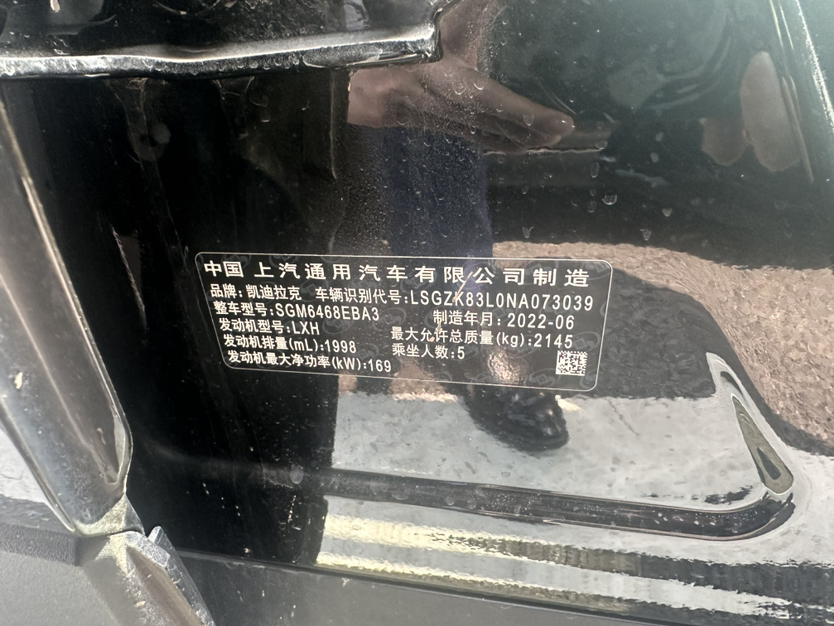 中国 上汽通用汽车有限公司制造
品牌:凯迪拉克 车辆识别代号:LSGZK83L0NA073039
整车型号:SGM6468EBA3 制造年月:2022-06
发动机型号:LXH 最大允许总质量(kg):2145
发动机排量(mL):1998 乘坐人数:5
发动机最大净功率(kW):169